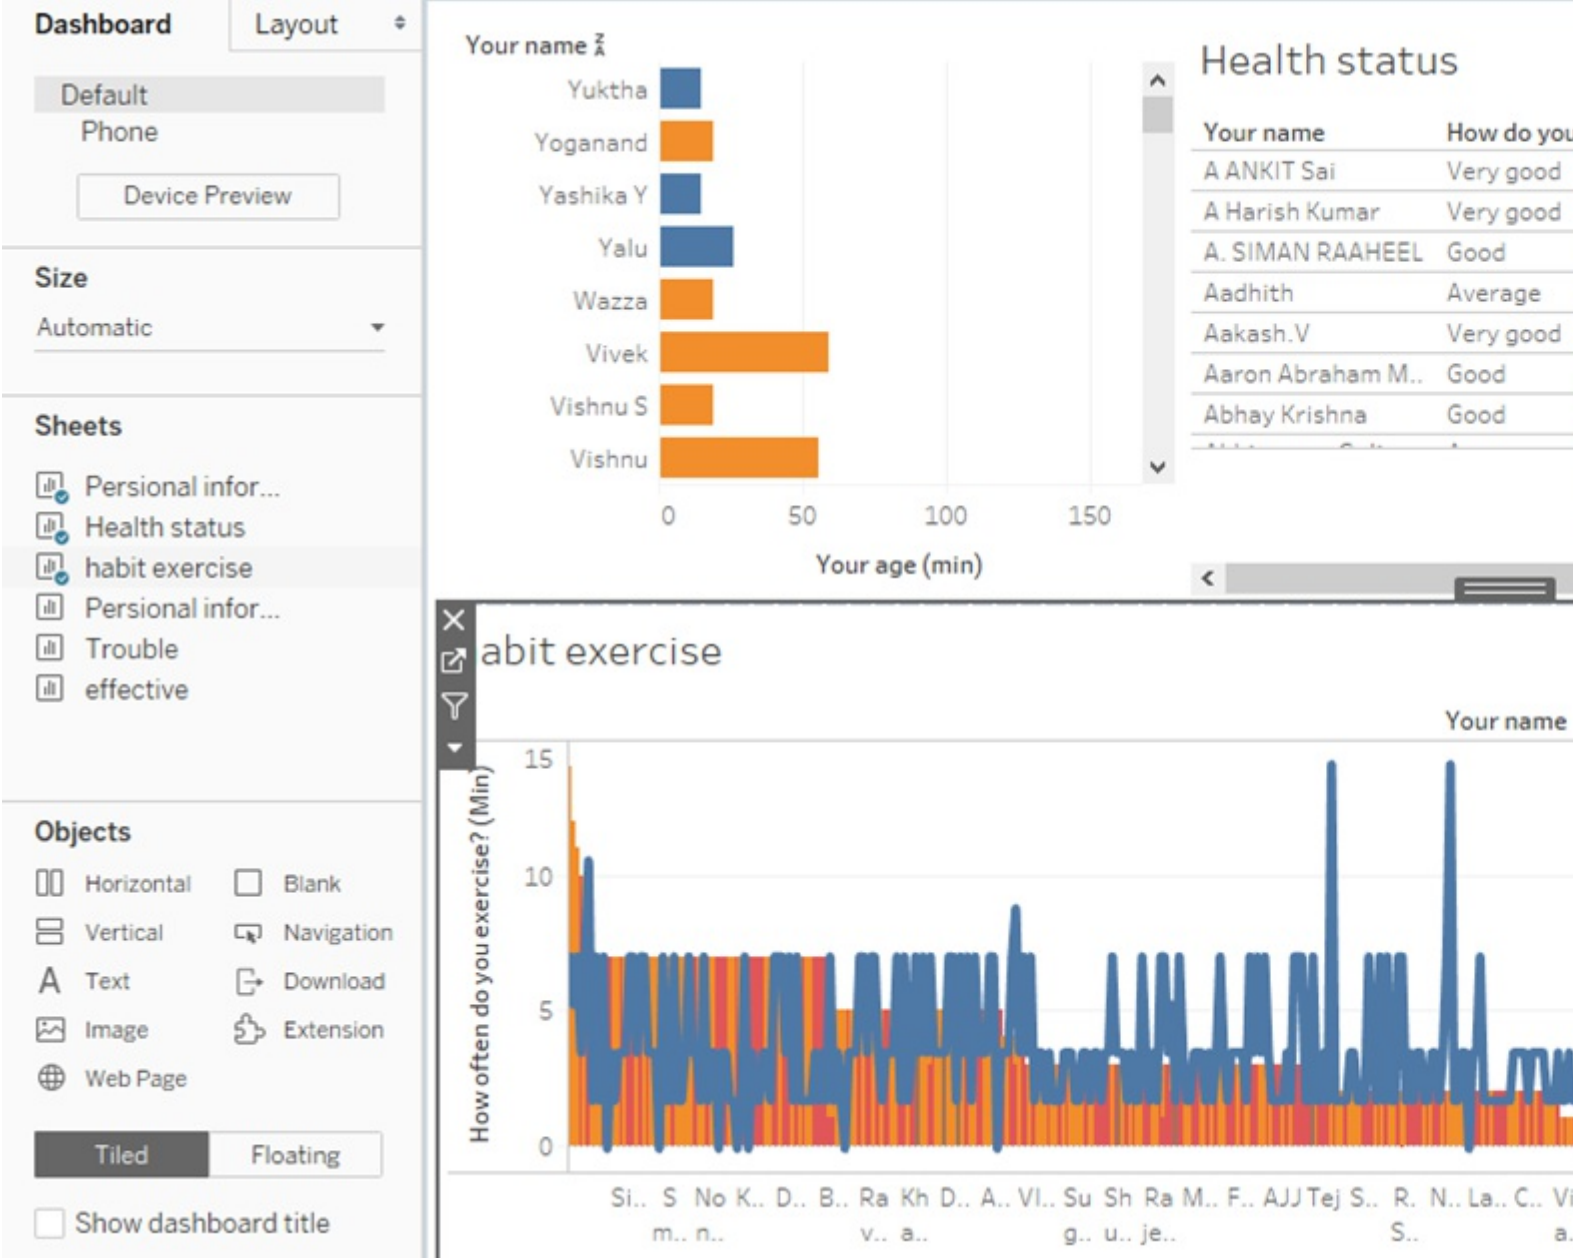 Dashboard Layout
Default
Phone
Device Preview
Size
Automatic
Sheets
Persional infor...
Health status
habit exercise
Persional infor...
Trouble
effective
Objects
Horizontal Blank
Vertical Navigation
Text Download
Image Extension
Web Page
Tiled Floating
Show dashboard title
Your name
Yuktha
Yoganand
Yashika Y
Yalu
Wazza
Vivek
Vishnu S
Vishnu
0 50 100 150
Your age (min)
Health status
Your name How do you
A ANKIT Sai Very good
A Harish Kumar Very good
A. SIMAN RAAHEEL Good
Aadhith Average
Aakash.V Very good
Aaron Abraham M.. Good
Abhay Krishna Good
abit exercise
Your name
How often do you exercise? (Min)
15
10
5
0
Si.. S No K.. D.. B.. Ra Kh D.. A.. VI.. Su Sh Ra M.. F.. AJJ Tej S.. R. N.. La.. C.. Vi
m.. n.. v.. a.. g.. u.. je.. S.. a.